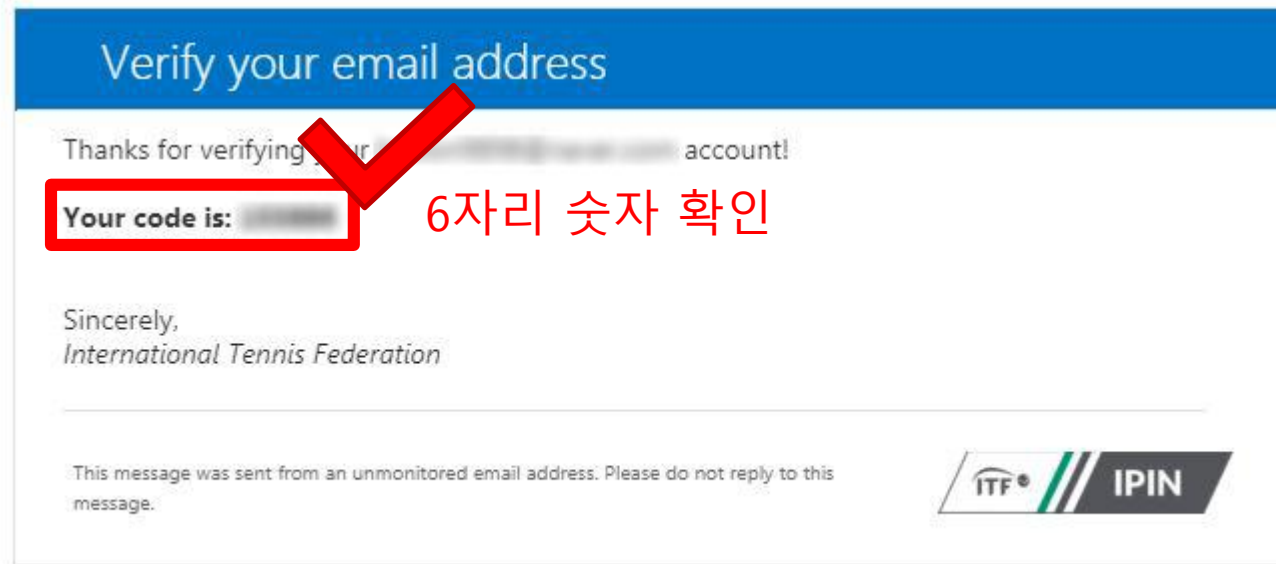 Verify your email address
Thanks for verifying your account!
Your code is:
6자리 숫자 확인
Sincerely,
International Tennis Federation
This message was sent from an unmonitored email address. Please do not reply to this
message.
ITF® IPIN